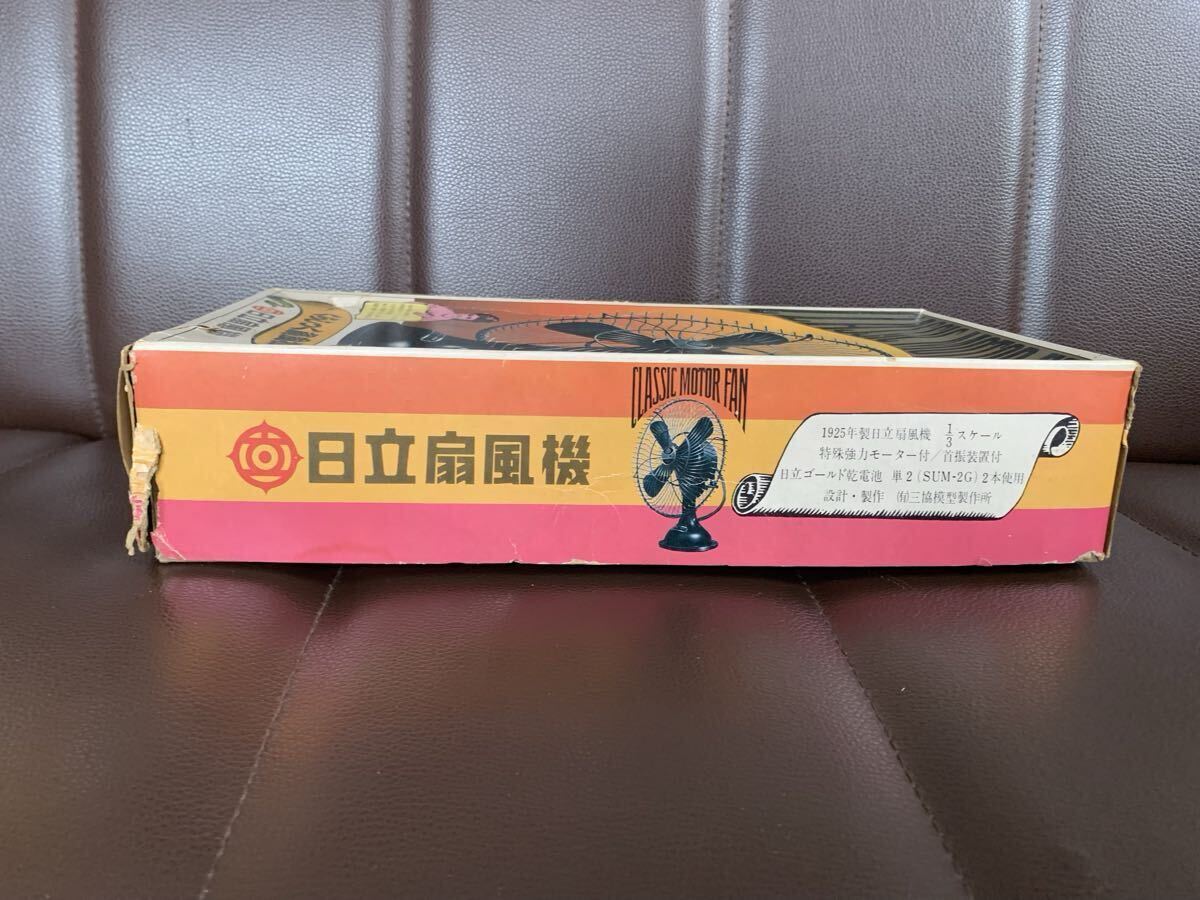 日立扇風機
CLASSIC MOTOR FAN
1925年製日立扇風機 1/3スケール
特殊強力モーター付/首振装置付
日立ゴールド乾電池 単2(SUM-2G)2本使用
設計・製作 (有)三協模型製作所